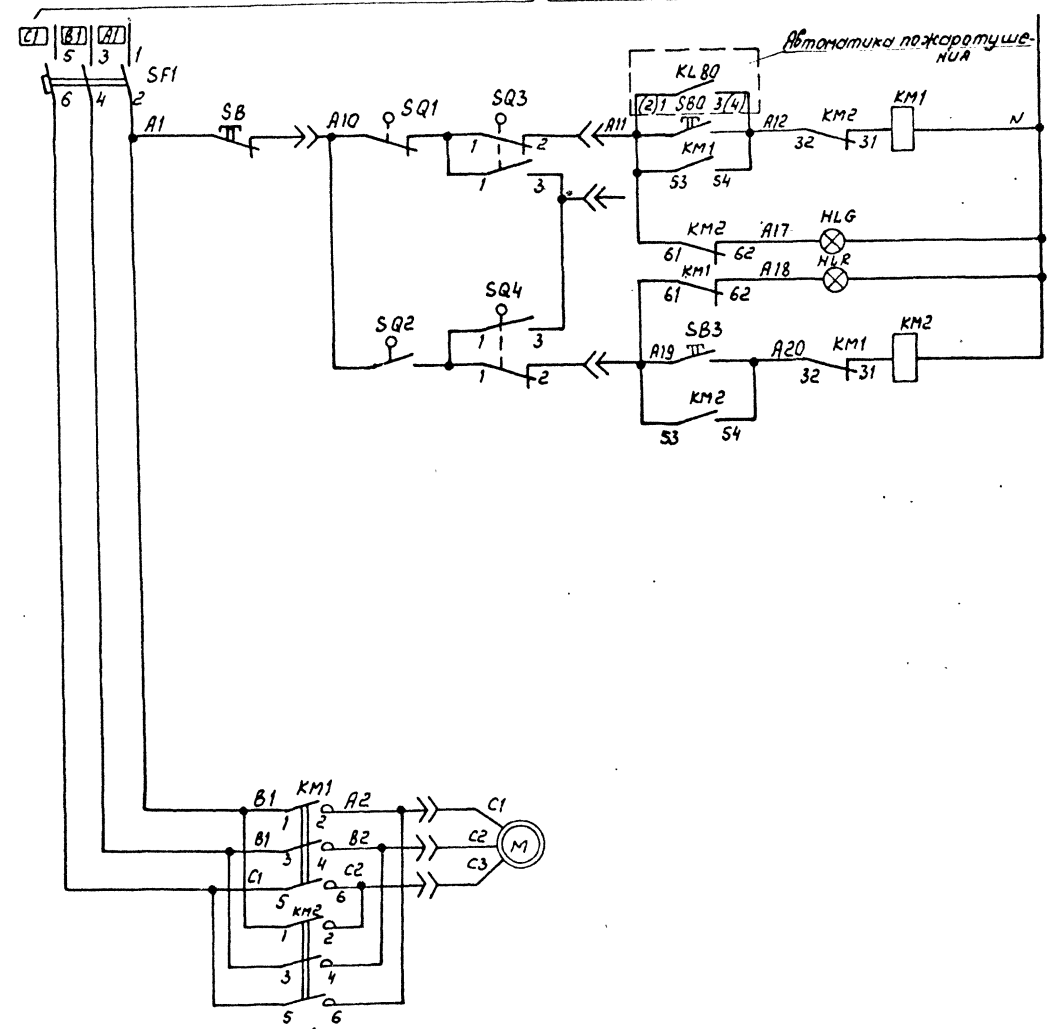 C1 B1 A1
5 3 1
SF1
6 4 2
Автоматика пожаротуше-
ния
KL80
(2) 1 SB0 3 (4)
A1 SB A10 SQ1 SQ3 A11 A12 KM2 KM1 N
1 2
32 31
KM1
1 3
53 54
KM2 A17 HLG
61 62
HLR
KM1 A18
61 62
SQ2 SQ4 SB3 KM2
1 3
A19 A20 KM1
1 2
32 31
KM2
53 54
KM1
B1 A2 C1
1 2
B1 B2 C2 M
3 4
C1 C2 C3
5 6
KM2
1 2
3 4
5 6